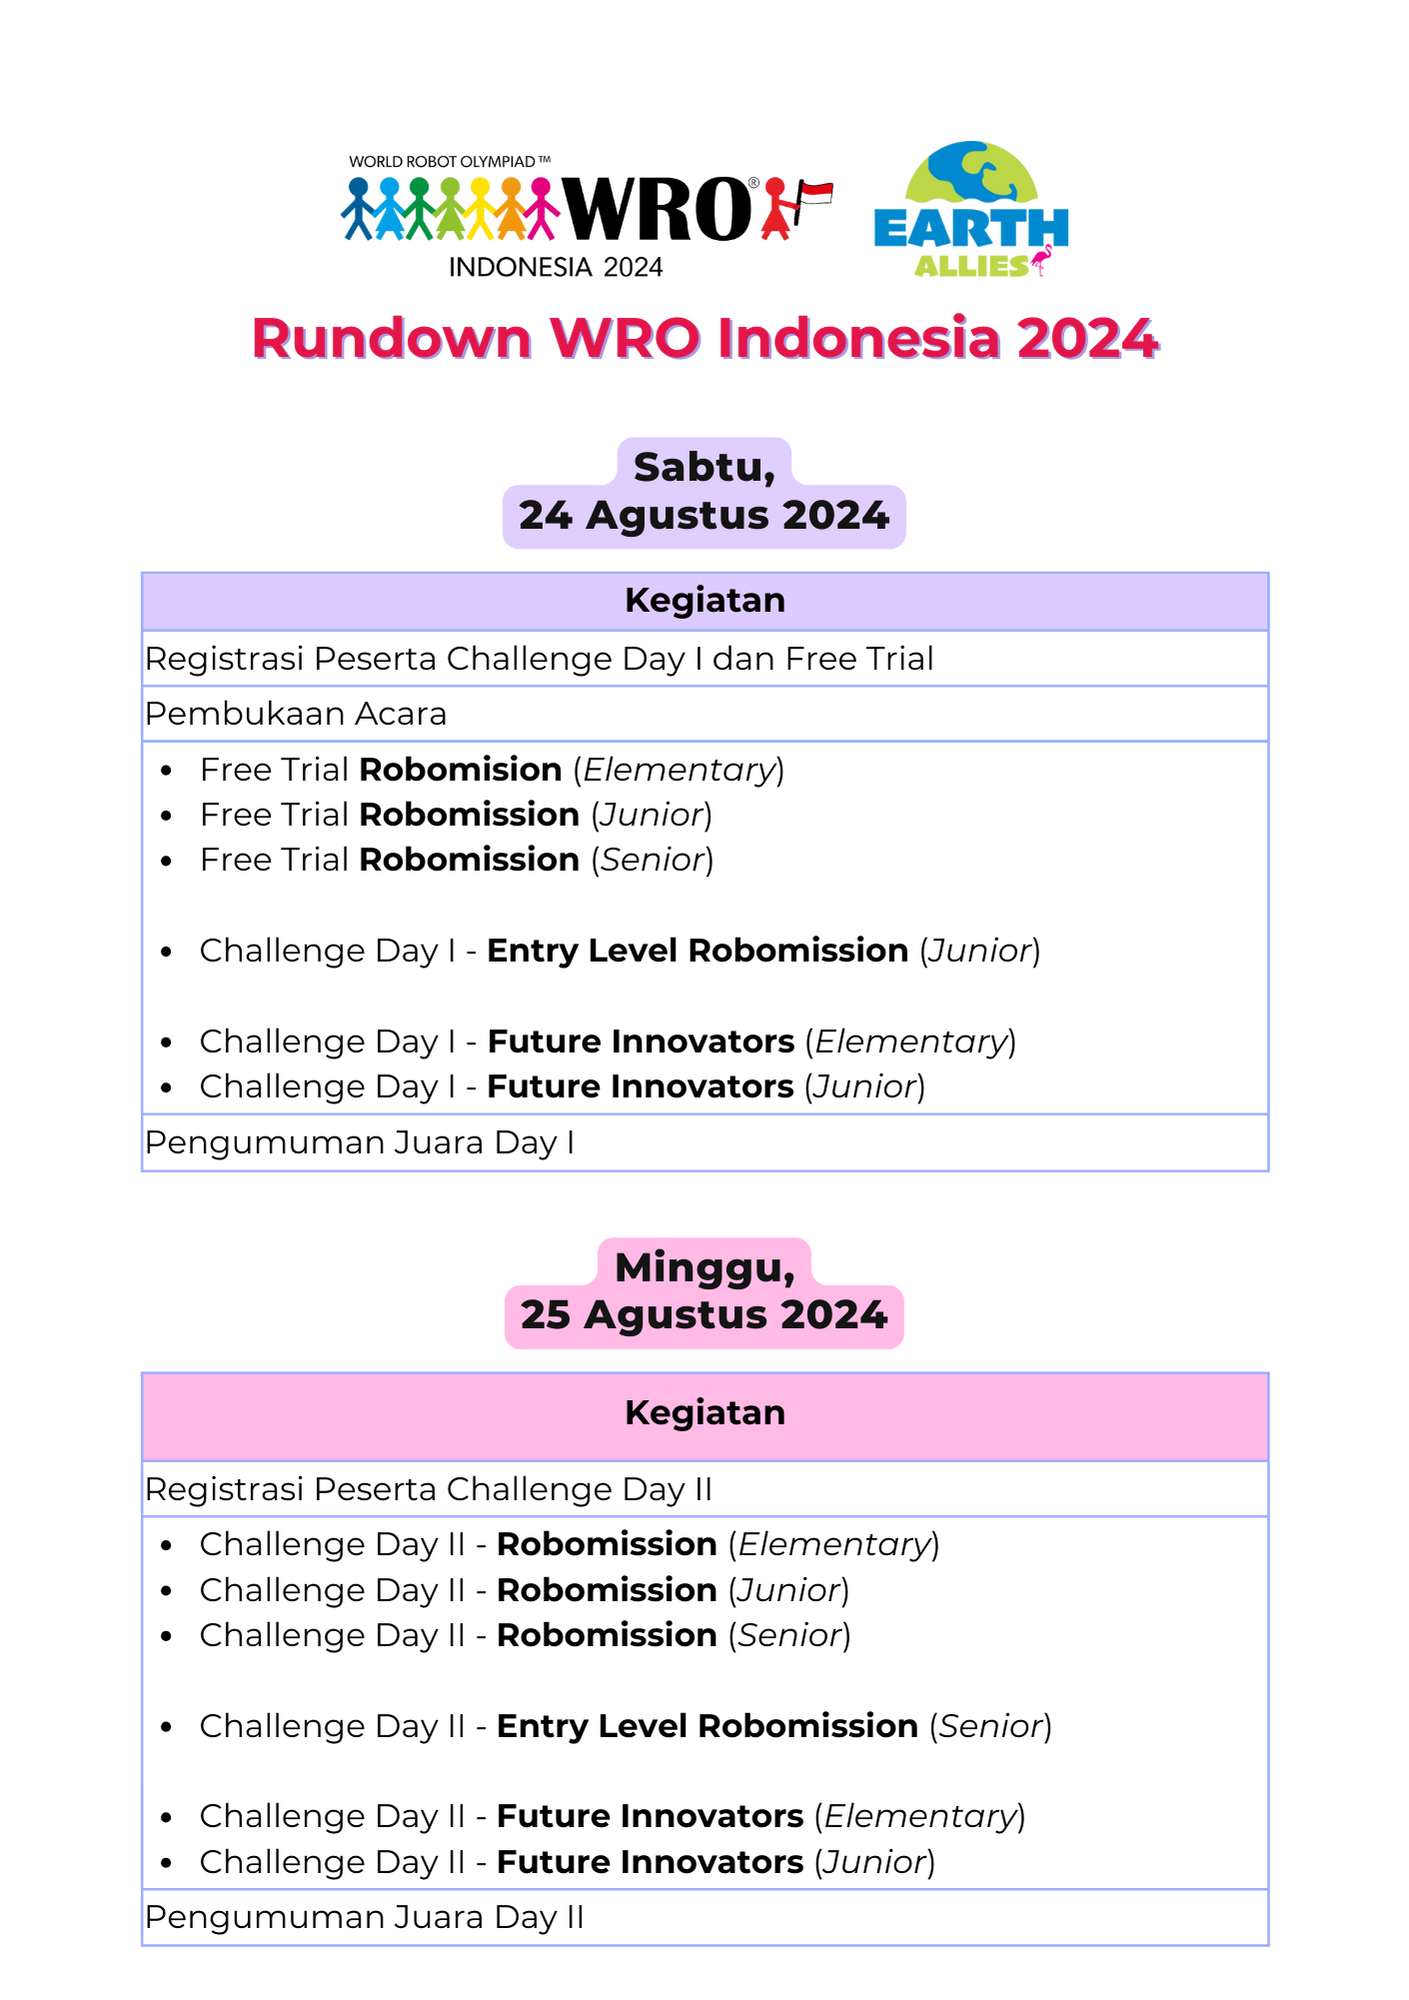 WORLD ROBOT OLYMPIAD™
WRO®
INDONESIA 2024
EARTH
ALLIES
Rundown WRO Indonesia 2024
Sabtu,
24 Agustus 2024
Kegiatan
Registrasi Peserta Challenge Day I dan Free Trial
Pembukaan Acara
• Free Trial Robomision (Elementary)
• Free Trial Robomission (Junior)
• Free Trial Robomission (Senior)
• Challenge Day I - Entry Level Robomission (Junior)
• Challenge Day I - Future Innovators (Elementary)
• Challenge Day I - Future Innovators (Junior)
Pengumuman Juara Day I
Minggu,
25 Agustus 2024
Kegiatan
Registrasi Peserta Challenge Day II
• Challenge Day II - Robomission (Elementary)
• Challenge Day II - Robomission (Junior)
• Challenge Day II - Robomission (Senior)
• Challenge Day II - Entry Level Robomission (Senior)
• Challenge Day II - Future Innovators (Elementary)
• Challenge Day II - Future Innovators (Junior)
Pengumuman Juara Day II